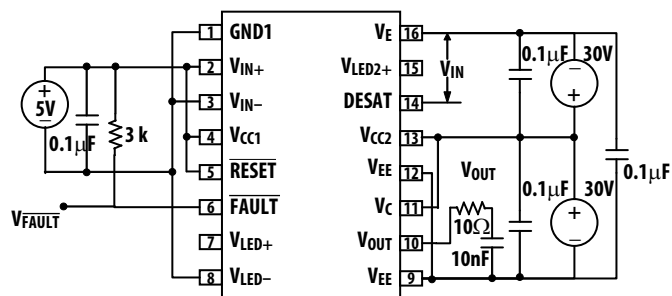 1 GND1
2 VIN+
3 VIN–
4 VCC1
5 RESET
6 FAULT
7 VLED+
8 VLED–
VE 16
VLED2+ 15
DESAT 14
VCC2 13
VEE 12
VC 11
VOUT 10
VEE 9
+
5V
–
0.1µF
3 k
VFAULT
VIN
0.1µF
–
30V
+
VOUT
10Ω
10nF
0.1µF
+
30V
–
0.1µF